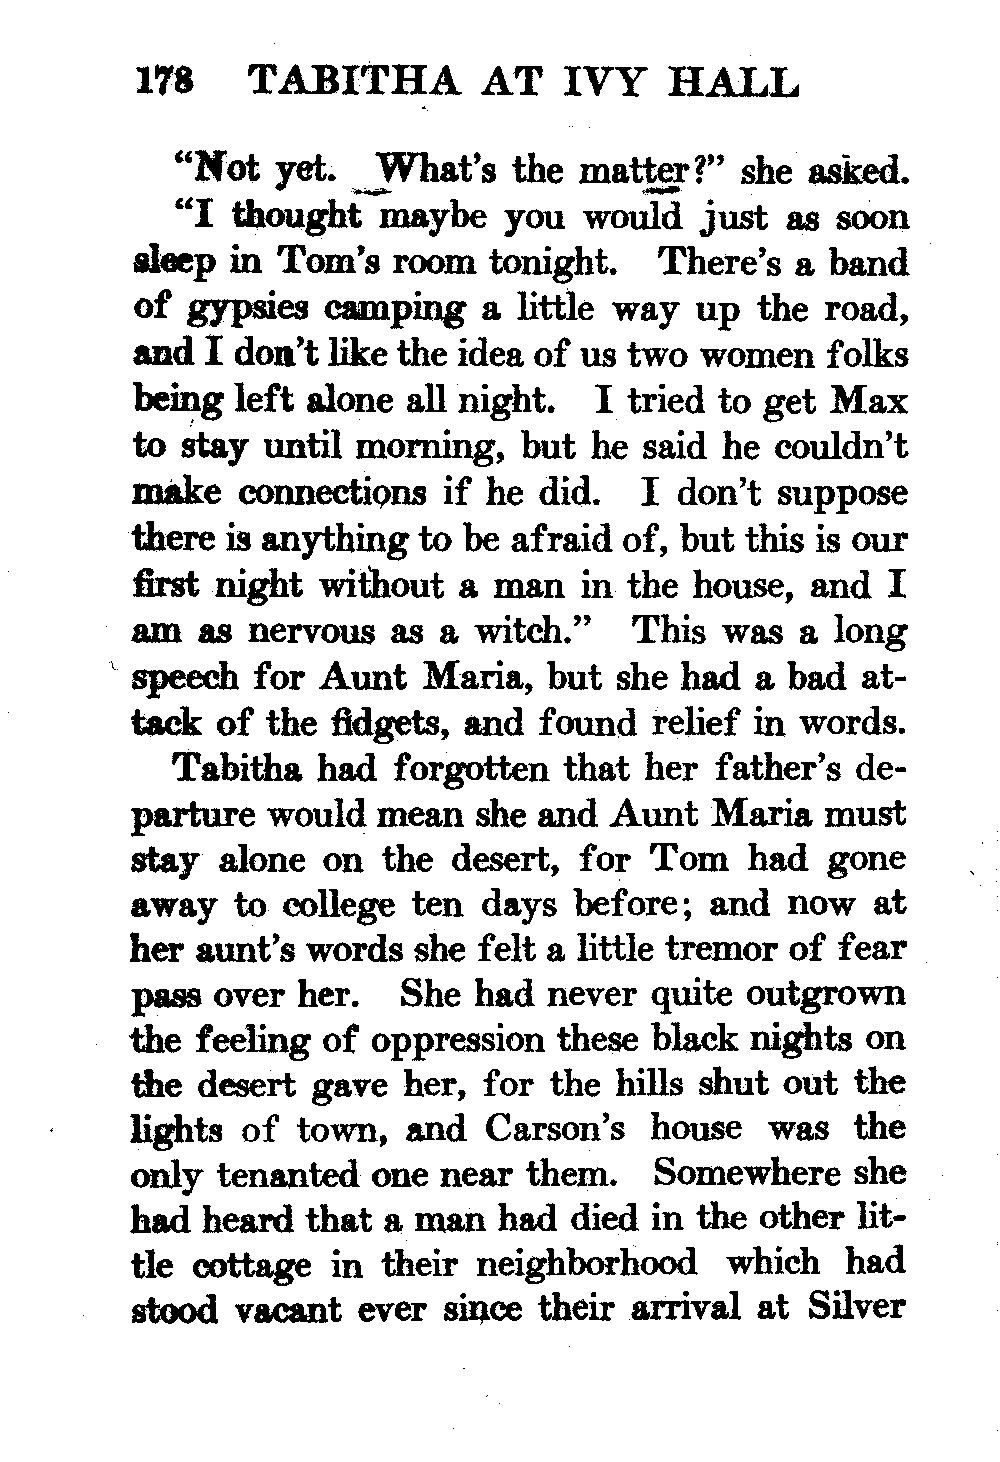 178 TABITHA AT IVY HALL
“Not yet. What’s the matter?” she asked.
“I thought maybe you would just as soon
sleep in Tom’s room tonight. There’s a band
of gypsies camping a little way up the road,
and I don’t like the idea of us two women folks
being left alone all night. I tried to get Max
to stay until morning, but he said he couldn’t
make connections if he did. I don’t suppose
there is anything to be afraid of, but this is our
first night without a man in the house, and I
am as nervous as a witch.” This was a long
speech for Aunt Maria, but she had a bad at-
tack of the fidgets, and found relief in words.
Tabitha had forgotten that her father’s de-
parture would mean she and Aunt Maria must
stay alone on the desert, for Tom had gone
away to college ten days before; and now at
her aunt’s words she felt a little tremor of fear
pass over her. She had never quite outgrown
the feeling of oppression these black nights on
the desert gave her, for the hills shut out the
lights of town, and Carson’s house was the
only tenanted one near them. Somewhere she
had heard that a man had died in the other lit-
tle cottage in their neighborhood which had
stood vacant ever since their arrival at Silver